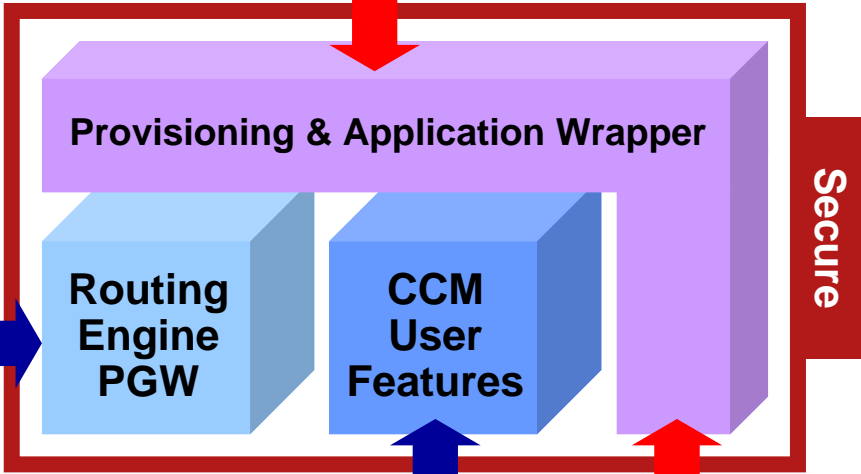 Provisioning & Application Wrapper
Routing
Engine
PGW
CCM
User
Features
Secure